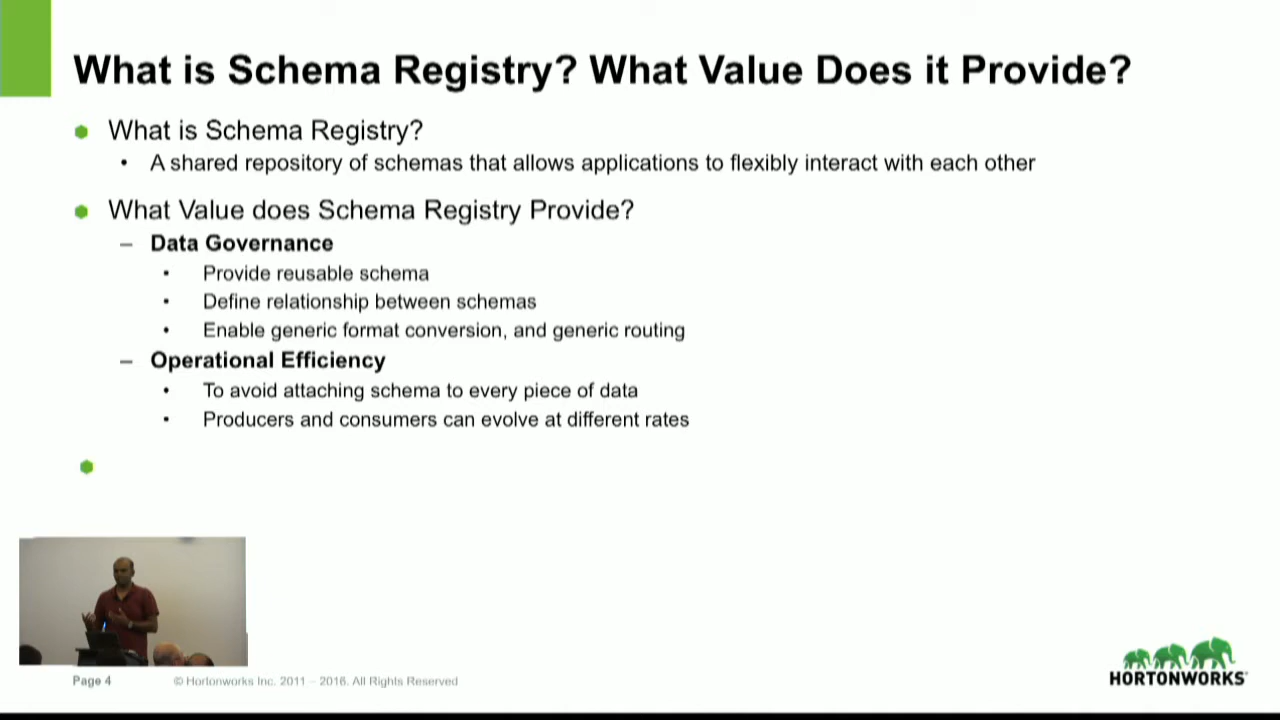 What is Schema Registry? What Value Does it Provide?
What is Schema Registry?
A shared repository of schemas that allows applications to flexibly interact with each other
What Value does Schema Registry Provide?
Data Governance
Provide reusable schema
Define relationship between schemas
Enable generic format conversion, and generic routing
Operational Efficiency
To avoid attaching schema to every piece of data
Producers and consumers can evolve at different rates
Page 4
© Hortonworks Inc. 2011 – 2016. All Rights Reserved
HORTONWORKS